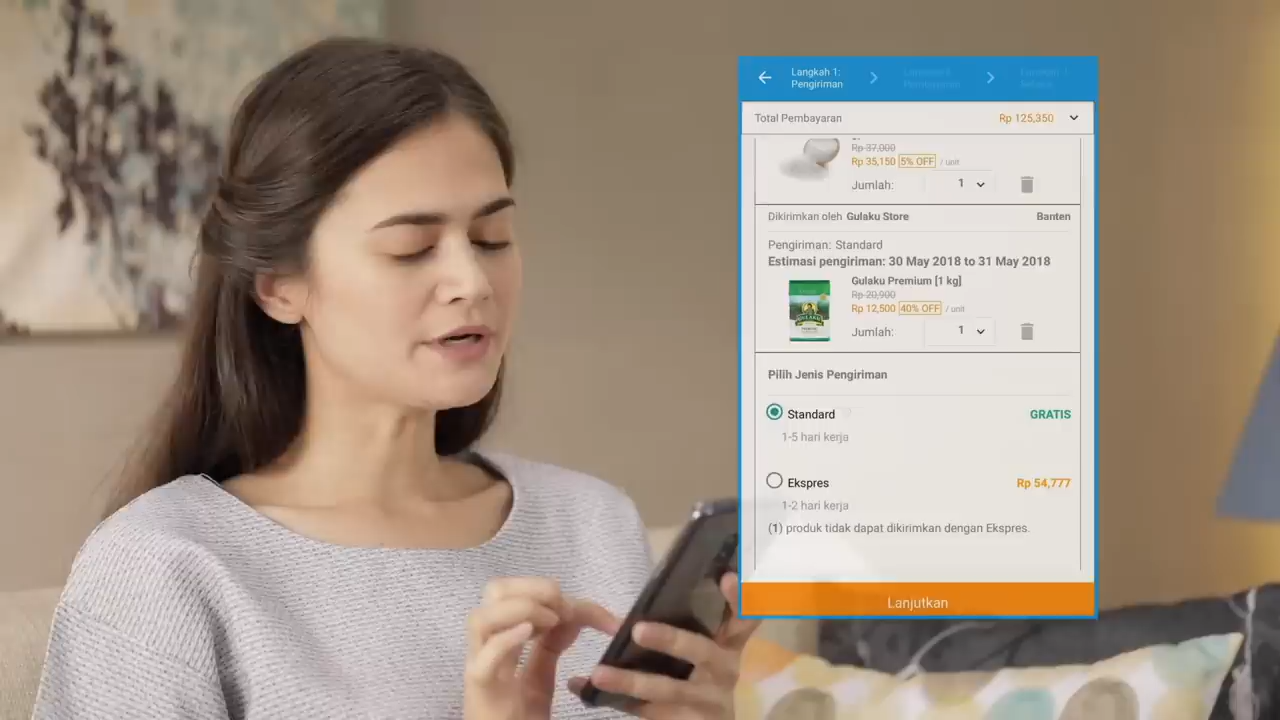 Langkah 1:
Pengiriman
Total Pembayaran Rp 125,350
Rp 37,000
Rp 35,150 5% OFF / unit
Jumlah: 1
Dikirimkan oleh Gulaku Store Banten
Pengiriman: Standard
Estimasi pengiriman: 30 May 2018 to 31 May 2018
Gulaku Premium [1 kg]
Rp 20,900
Rp 12,500 40% OFF / unit
GULAKU
Jumlah: 1
Pilih Jenis Pengiriman
Standard GRATIS
1-5 hari kerja
Ekspres Rp 54,777
1-2 hari kerja
(1) produk tidak dapat dikirimkan dengan Ekspres.
Lanjutkan